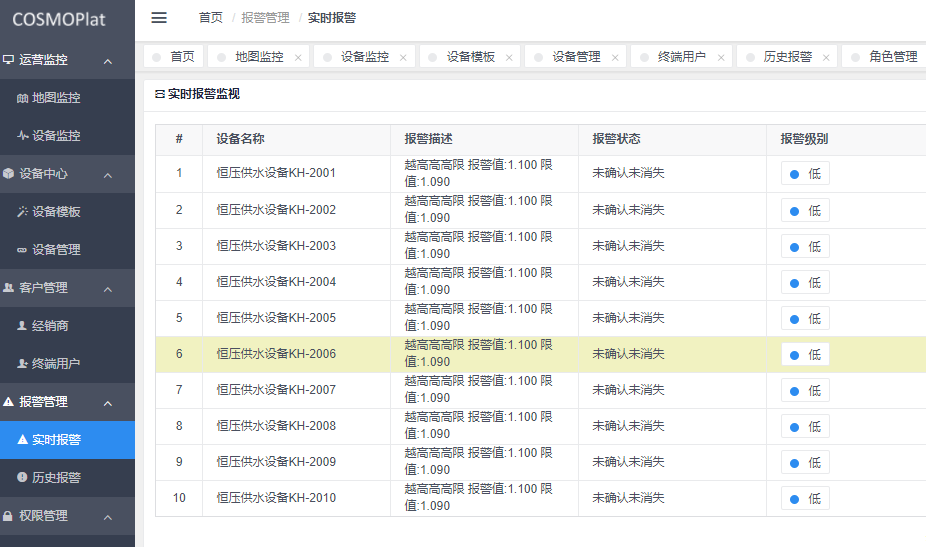 COSMOPlat
运营监控
地图监控
设备监控
设备中心
设备模板
设备管理
客户管理
经销商
终端用户
报警管理
实时报警
历史报警
权限管理
首页 / 报警管理 / 实时报警
首页 地图监控 × 设备监控 × 设备模板 × 设备管理 × 终端用户 × 历史报警 × 角色管理
实时报警监视
# 设备名称 报警描述 报警状态 报警级别
1 恒压供水设备KH-2001 越高高高限 报警值:1.100 限 未确认未消失 低
值:1.090
2 恒压供水设备KH-2002 越高高高限 报警值:1.100 限 未确认未消失 低
值:1.090
3 恒压供水设备KH-2003 越高高高限 报警值:1.100 限 未确认未消失 低
值:1.090
4 恒压供水设备KH-2004 越高高高限 报警值:1.100 限 未确认未消失 低
值:1.090
5 恒压供水设备KH-2005 越高高高限 报警值:1.100 限 未确认未消失 低
值:1.090
6 恒压供水设备KH-2006 越高高高限 报警值:1.100 限 未确认未消失 低
值:1.090
7 恒压供水设备KH-2007 越高高高限 报警值:1.100 限 未确认未消失 低
值:1.090
8 恒压供水设备KH-2008 越高高高限 报警值:1.100 限 未确认未消失 低
值:1.090
9 恒压供水设备KH-2009 越高高高限 报警值:1.100 限 未确认未消失 低
值:1.090
10 恒压供水设备KH-2010 越高高高限 报警值:1.100 限 未确认未消失 低
值:1.090